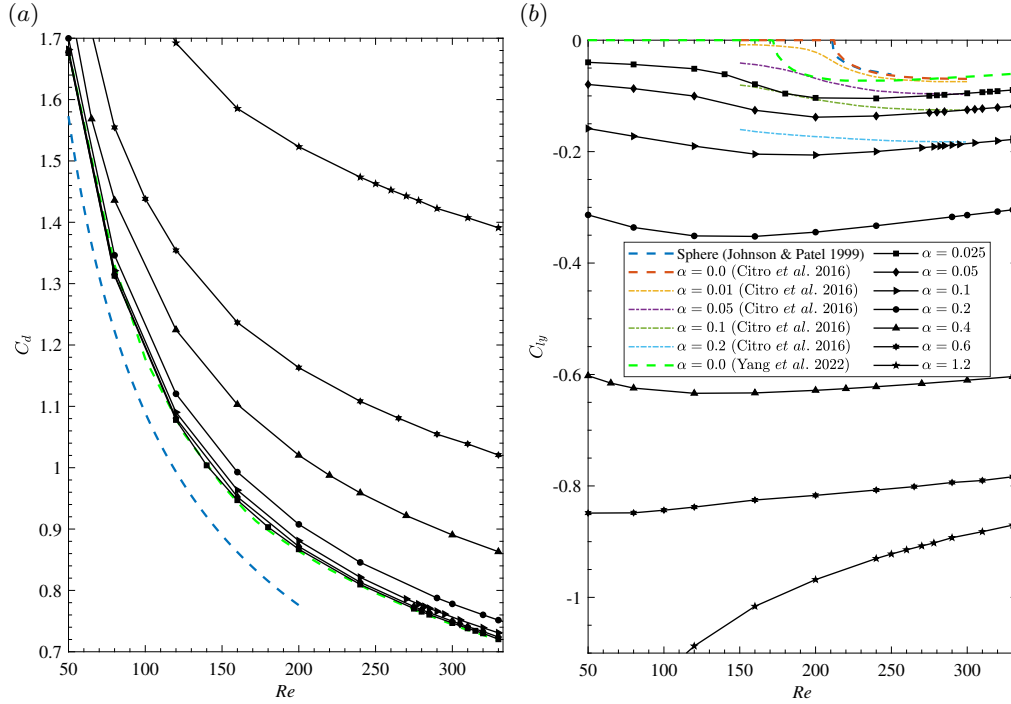 (a)
(b)
1.7
1.6
1.5
1.4
1.3
1.2
1.1
1
0.9
0.8
0.7
C_d
50
100
150
200
250
300
Re
0
-0.2
-0.4
-0.6
-0.8
-1
C_ly
Sphere (Johnson & Patel 1999)
α = 0.0 (Citro et al. 2016)
α = 0.01 (Citro et al. 2016)
α = 0.05 (Citro et al. 2016)
α = 0.1 (Citro et al. 2016)
α = 0.2 (Citro et al. 2016)
α = 0.0 (Yang et al. 2022)
α = 0.025
α = 0.05
α = 0.1
α = 0.2
α = 0.4
α = 0.6
α = 1.2
50
100
150
200
250
300
Re